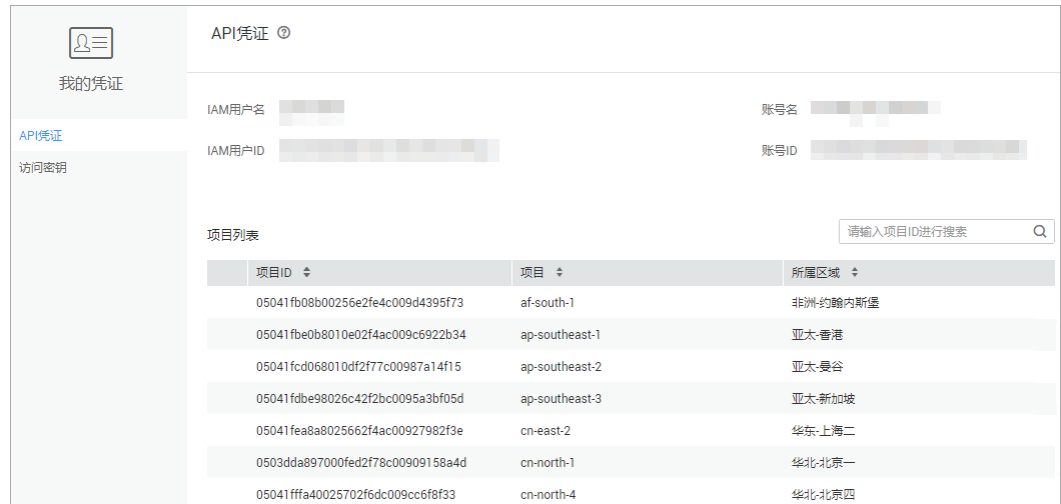 我的凭证
API凭证
访问密钥
API凭证
IAM用户名
账号名
IAM用户ID
账号ID
项目列表
请输入项目ID进行搜索
项目ID 项目 所属区域
05041fb08b00256e2fe4c009d4395f73 af-south-1 非洲-约翰内斯堡
05041fbe0b8010e02f4ac009c6922b34 ap-southeast-1 亚太-香港
05041fcd068010df2f77c00987a14f15 ap-southeast-2 亚太-曼谷
05041fdbe98026c42f2bc0095a3bf05d ap-southeast-3 亚太-新加坡
05041fea8a8025662f4ac00927982f3e cn-east-2 华东-上海二
0503dda897000fed2f78c00909158a4d cn-north-1 华北-北京一
05041fffa40025702f6dc009cc6f8f33 cn-north-4 华北-北京四